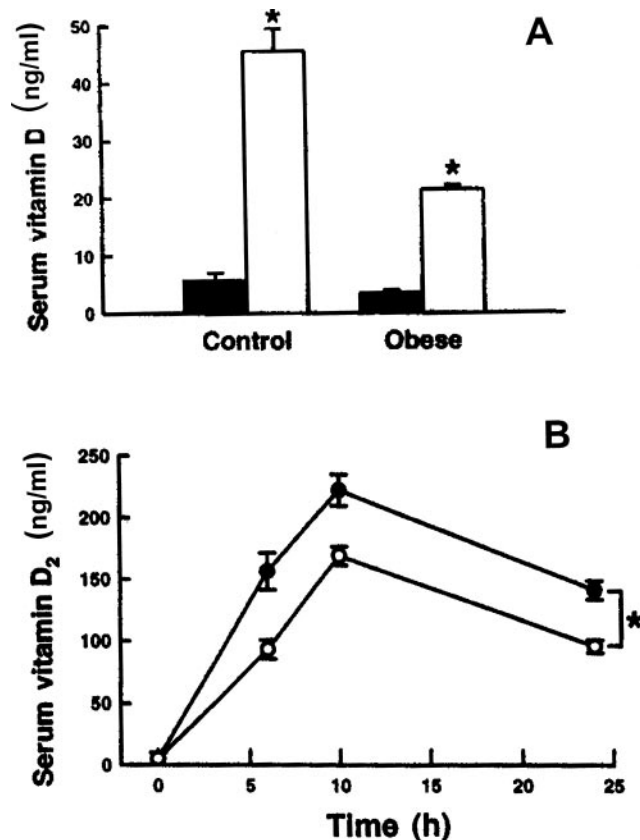 A
Serum vitamin D (ng/ml)
50
40
30
20
10
0
*
*
Control
Obese
B
Serum vitamin D2 (ng/ml)
250
200
150
100
50
0
*
0 5 10 15 20 25
Time (h)